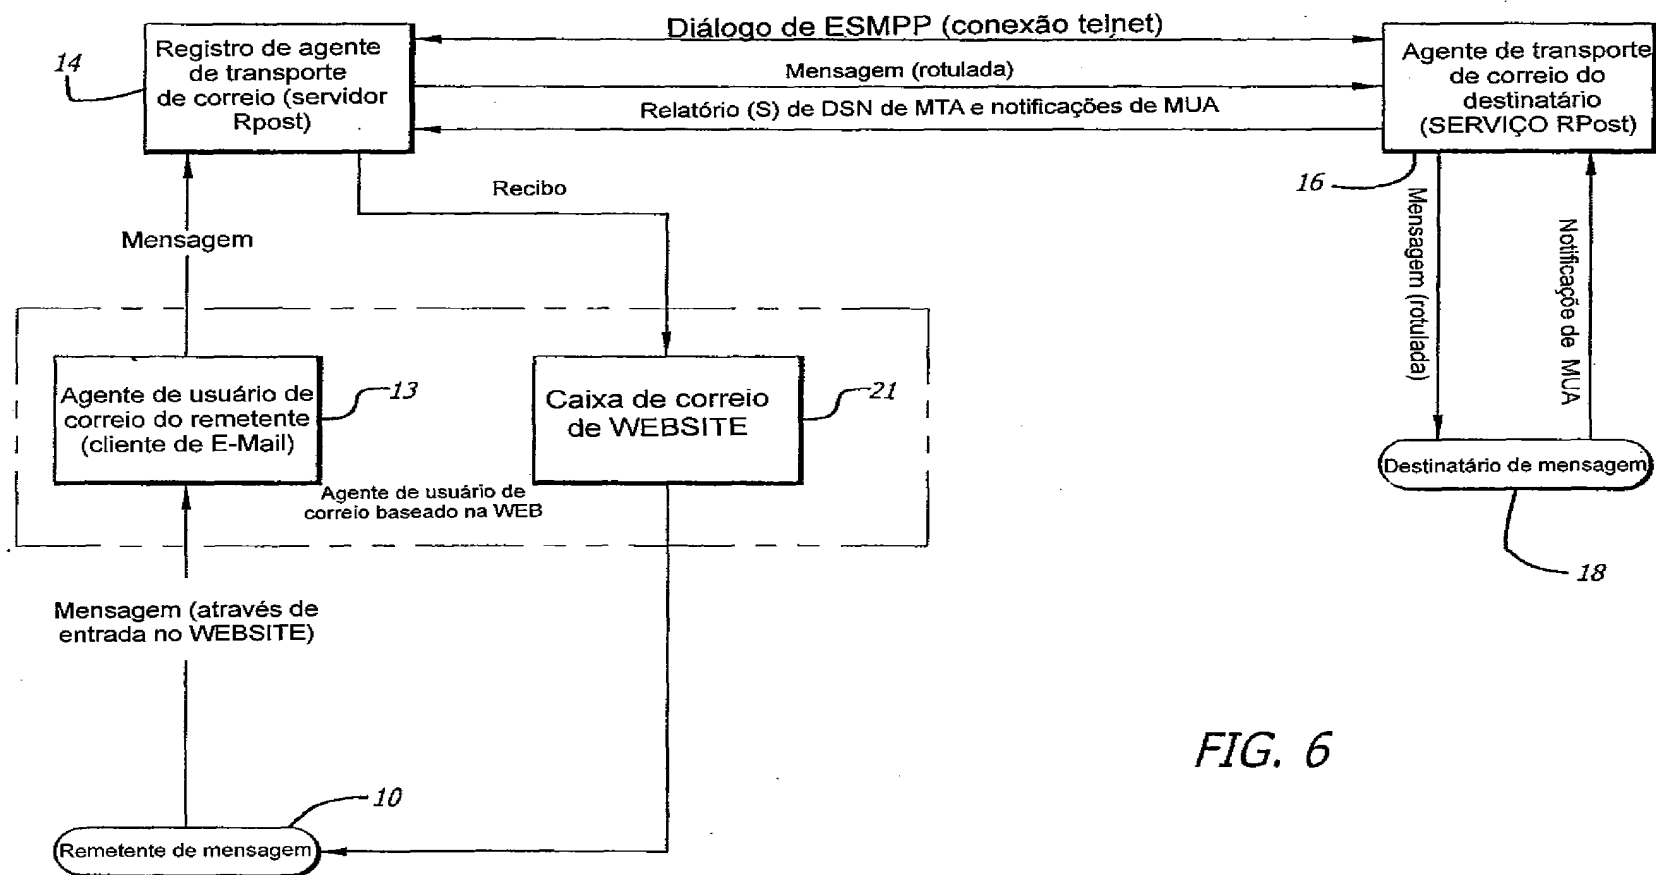 Diálogo de ESMPP (conexão telnet)
14
Registro de agente
de transporte
de correio (servidor
Rpost)
Mensagem (rotulada)
Relatório (S) de DSN de MTA e notificações de MUA
Agente de transporte
de correio do
destinatário
(SERVIÇO RPost)
16
Recibo
Mensagem
Mensagem (rotulada)
Notificaçõe de MUA
Agente de usuário de
correio do remetente
(cliente de E-Mail)
13
Caixa de correio
de WEBSITE
21
Agente de usuário de
correio baseado na WEB
Destinatário de mensagem
18
Mensagem (através de
entrada no WEBSITE)
FIG. 6
10
Remetente de mensagem